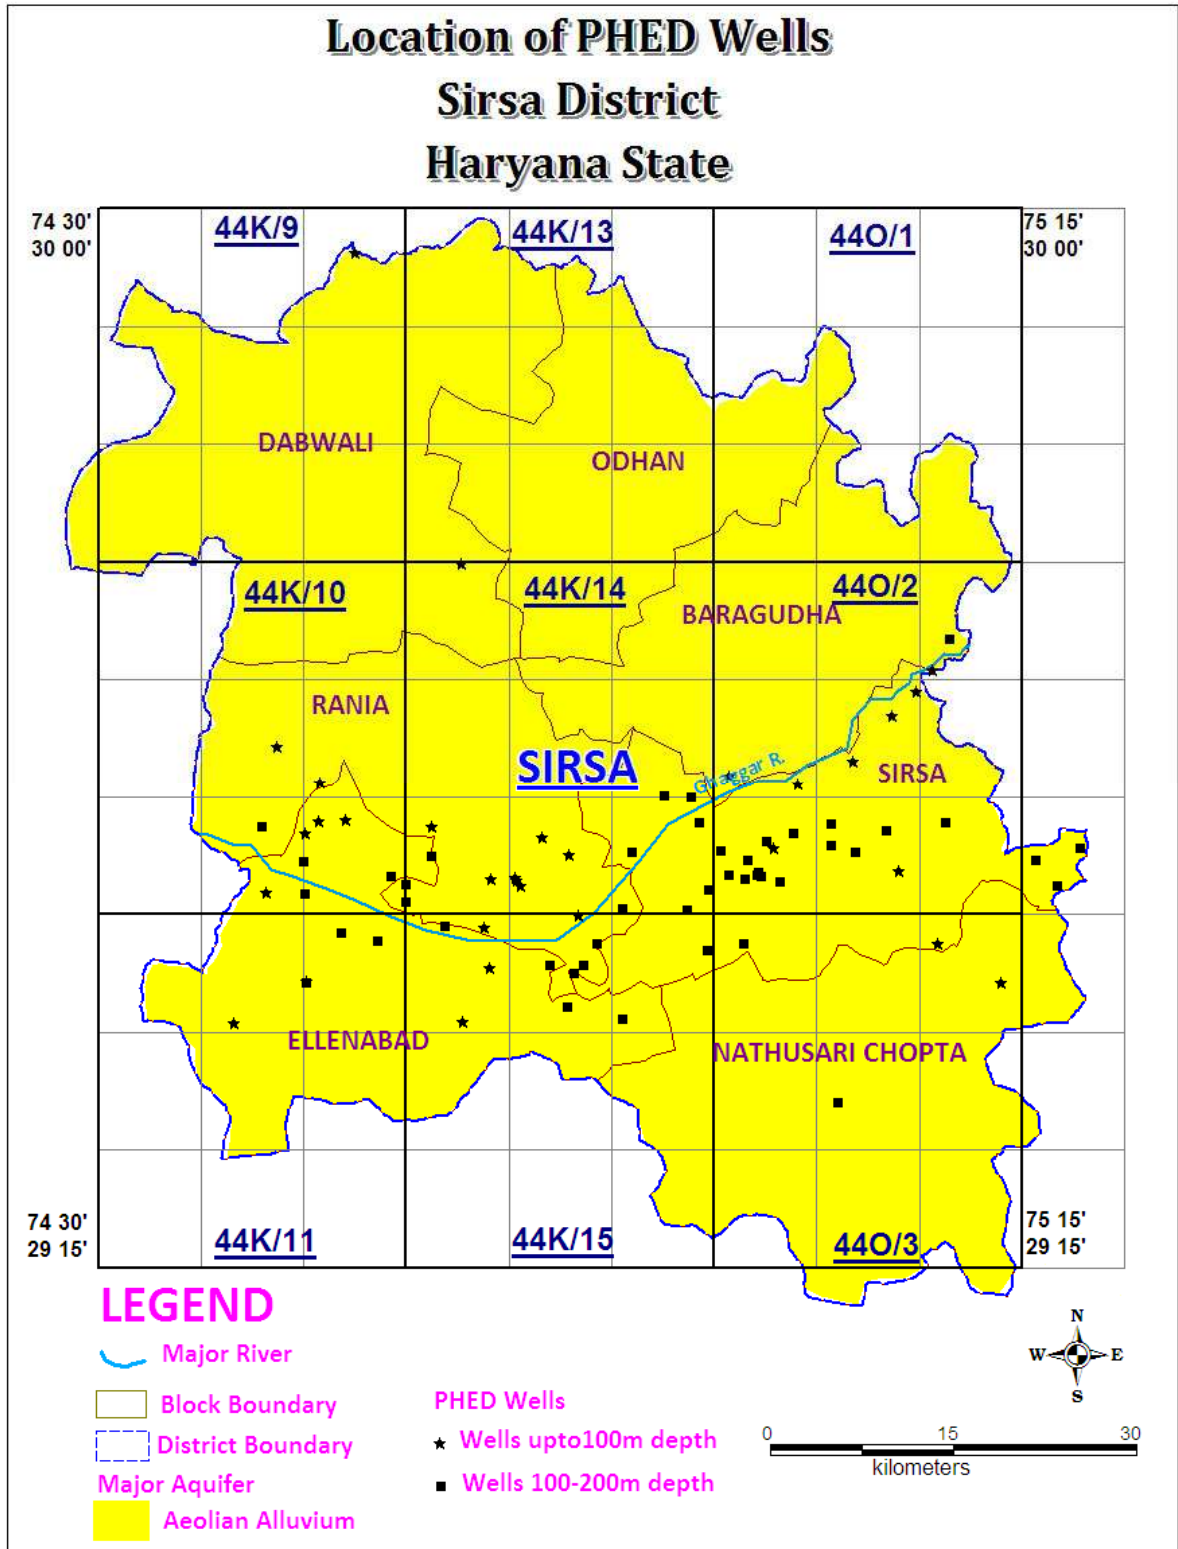 Location of PHED Wells
Sirsa District
Haryana State
74 30'
30 00'
44K/9
44K/13
44O/1
75 15'
30 00'
DABWALI
ODHAN
44K/10
44K/14
44O/2
BARAGUDHA
RANIA
SIRSA
Ghaggar R.
SIRSA
ELLENABAD
NATHUSARI CHOPTA
74 30'
29 15'
44K/11
44K/15
44O/3
75 15'
29 15'
LEGEND
Major River
Block Boundary
District Boundary
Major Aquifer
Aeolian Alluvium
PHED Wells
Wells upto100m depth
Wells 100-200m depth
N
W E
S
0 15 30
kilometers